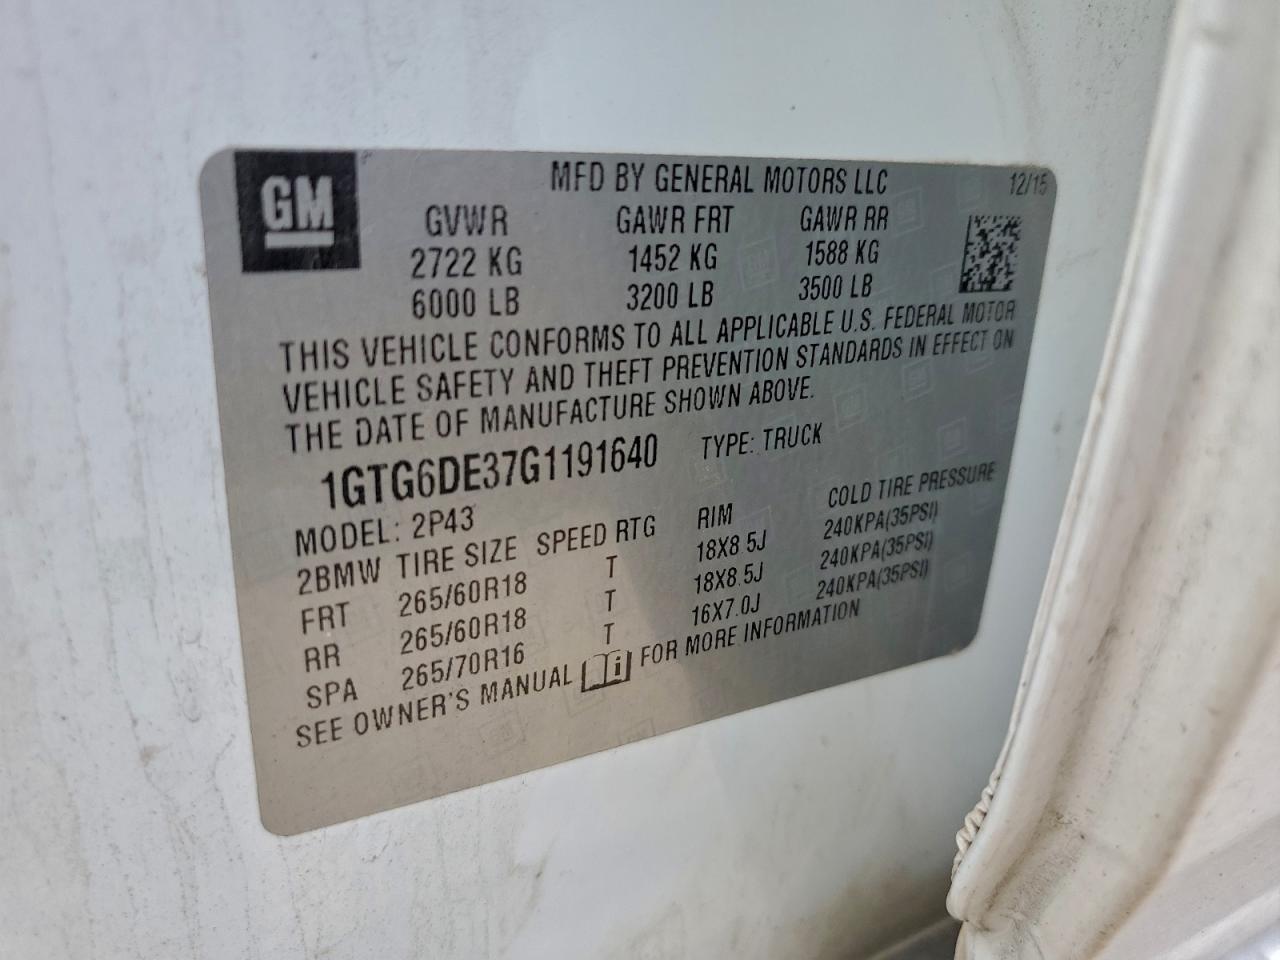 GM
MFD BY GENERAL MOTORS LLC 12/15
GVWR GAWR FRT GAWR RR
2722 KG 1452 KG 1588 KG
6000 LB 3200 LB 3500 LB
THIS VEHICLE CONFORMS TO ALL APPLICABLE U.S. FEDERAL MOTOR
VEHICLE SAFETY AND THEFT PREVENTION STANDARDS IN EFFECT ON
THE DATE OF MANUFACTURE SHOWN ABOVE.
1GTG6DE37G1191640 TYPE: TRUCK
MODEL: 2P43
2BMW TIRE SIZE SPEED RTG RIM COLD TIRE PRESSURE
FRT 265/60R18 T 18X8.5J 240KPA(35PSI)
RR 265/60R18 T 18X8.5J 240KPA(35PSI)
SPA 265/70R16 T 16X7.0J 240KPA(35PSI)
SEE OWNER'S MANUAL i FOR MORE INFORMATION